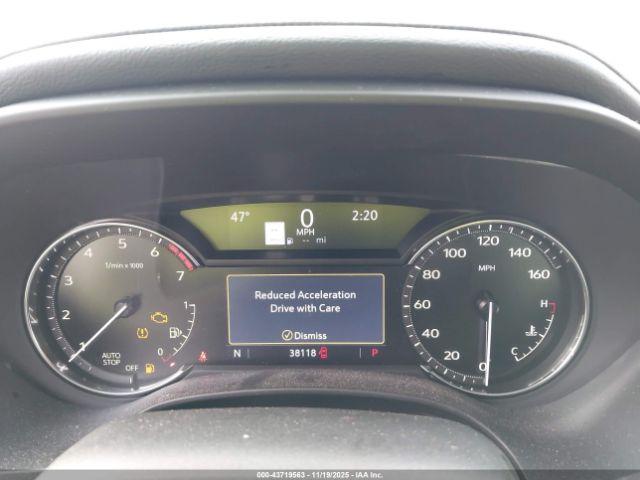 47° 0 2:20
MPH
-- mi
1/min x 1000
1 2 3 4 5 6 7
AUTO
STOP
OFF
1
0
Reduced Acceleration
Drive with Care
Dismiss
N 38118 P
0 20 40 60 80 100 120 140 160
MPH
H
C
000-43719563 - 11/19/2025 - IAA Inc.